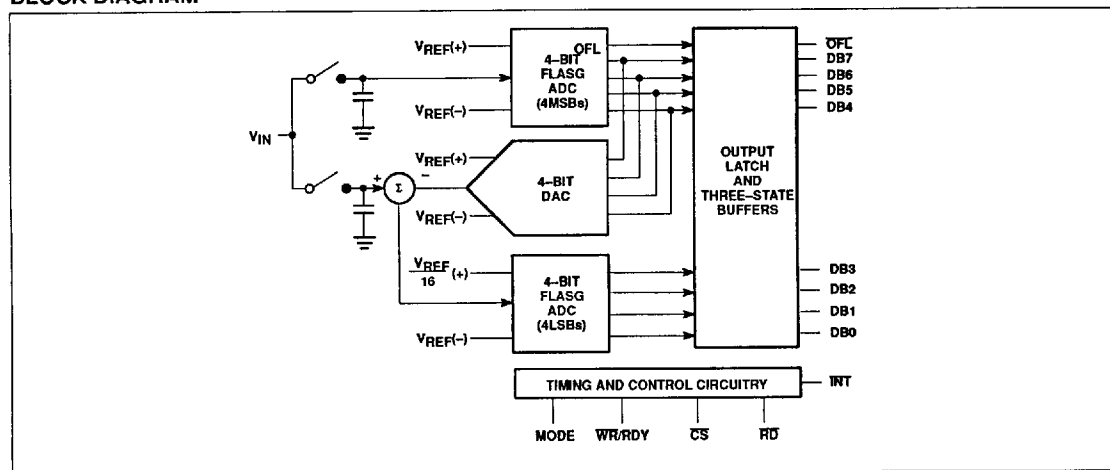 BLOCK DIAGRAM
VREF(+)
OFL
4–BIT
FLASG
ADC
(4MSBs)
VREF(–)
VIN
VREF(+)
–
4–BIT
DAC
+
Σ
VREF(–)
VREF
16
(+)
4–BIT
FLASG
ADC
(4LSBs)
VREF(–)
OUTPUT
LATCH
AND
THREE–STATE
BUFFERS
OFL
DB7
DB6
DB5
DB4
DB3
DB2
DB1
DB0
TIMING AND CONTROL CIRCUITRY
INT
MODE
WR/RDY
CS
RD